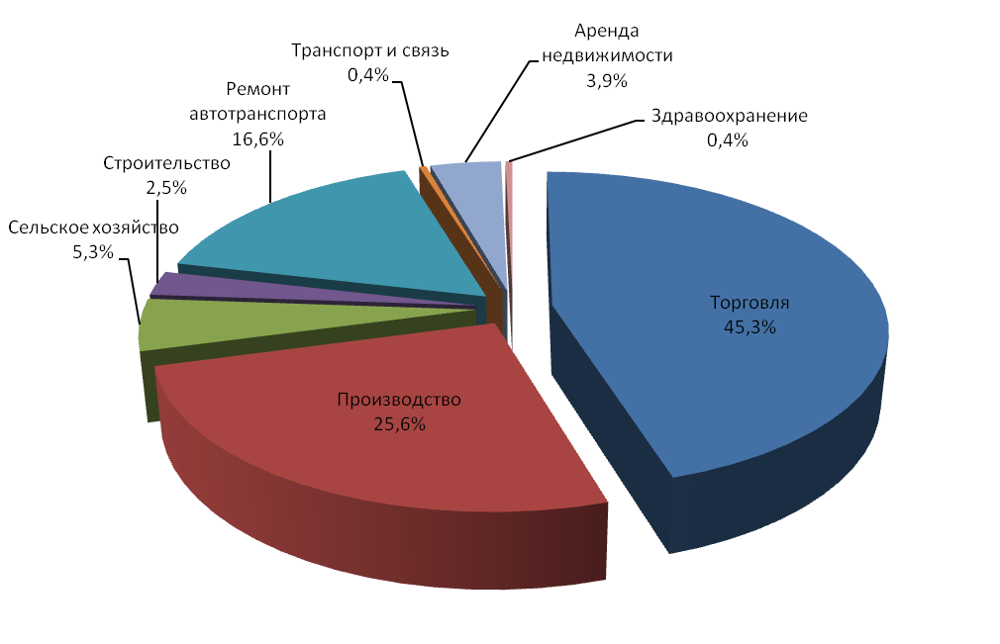 Аренда
недвижимости
3,9%
Транспорт и связь
0,4%
Ремонт
автотранспорта
16,6%
Здравоохранение
0,4%
Строительство
2,5%
Сельское хозяйство
5,3%
Торговля
45,3%
Производство
25,6%